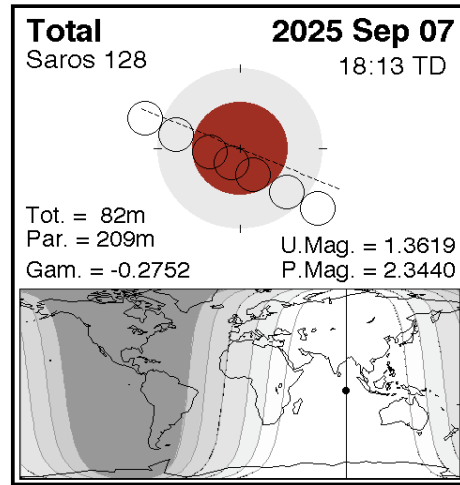 Total 2025 Sep 07
Saros 128 18:13 TD
Tot. = 82m
Par. = 209m
Gam. = -0.2752
U.Mag. = 1.3619
P.Mag. = 2.3440